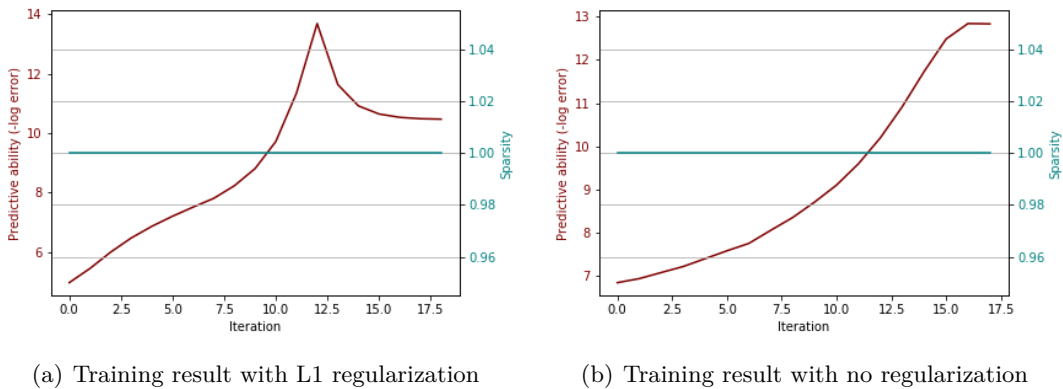 14
12
10
8
6
Predictive ability (-log error)
0.0 2.5 5.0 7.5 10.0 12.5 15.0 17.5
Iteration
1.04
1.02
1.00
0.98
0.96
Sparsity
(a) Training result with L1 regularization
13
12
11
10
9
8
7
Predictive ability (-log error)
0.0 2.5 5.0 7.5 10.0 12.5 15.0 17.5
Iteration
1.04
1.02
1.00
0.98
0.96
Sparsity
(b) Training result with no regularization